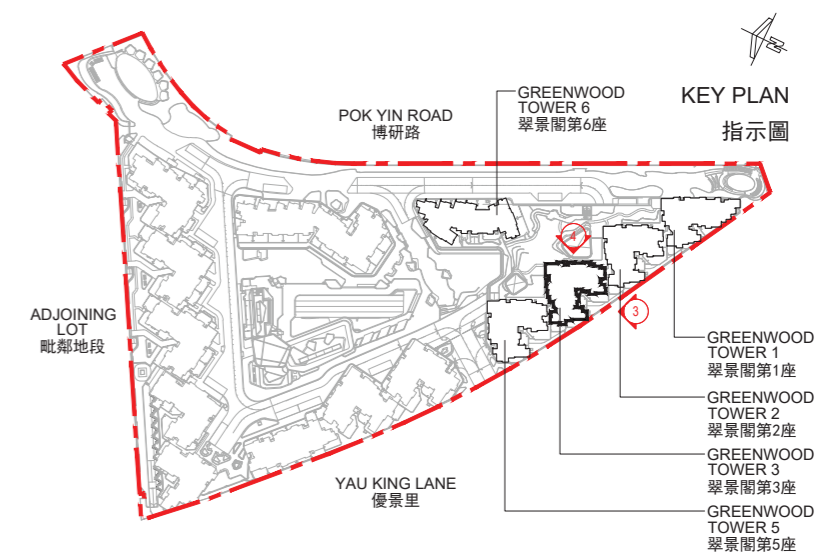 KEY PLAN
指示圖
GREENWOOD
TOWER 6
翠景閣第6座
POK YIN ROAD
博研路
4
3
ADJOINING
LOT
毗鄰地段
GREENWOOD
TOWER 1
翠景閣第1座
GREENWOOD
TOWER 2
翠景閣第2座
GREENWOOD
TOWER 3
翠景閣第3座
YAU KING LANE
優景里
GREENWOOD
TOWER 5
翠景閣第5座